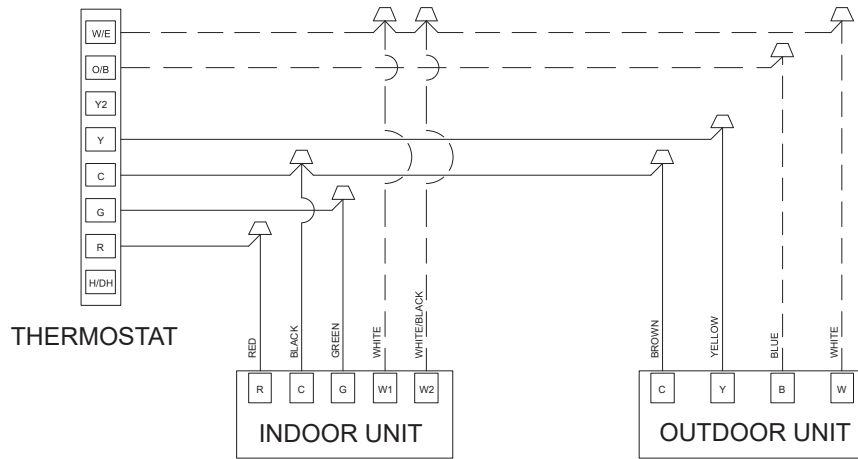 W/E
O/B
Y2
Y
C
G
R
H/DH
THERMOSTAT
RED
BLACK
GREEN
WHITE
WHITE/BLACK
BROWN
YELLOW
BLUE
WHITE
R C G W1 W2
C Y B W
INDOOR UNIT
OUTDOOR UNIT